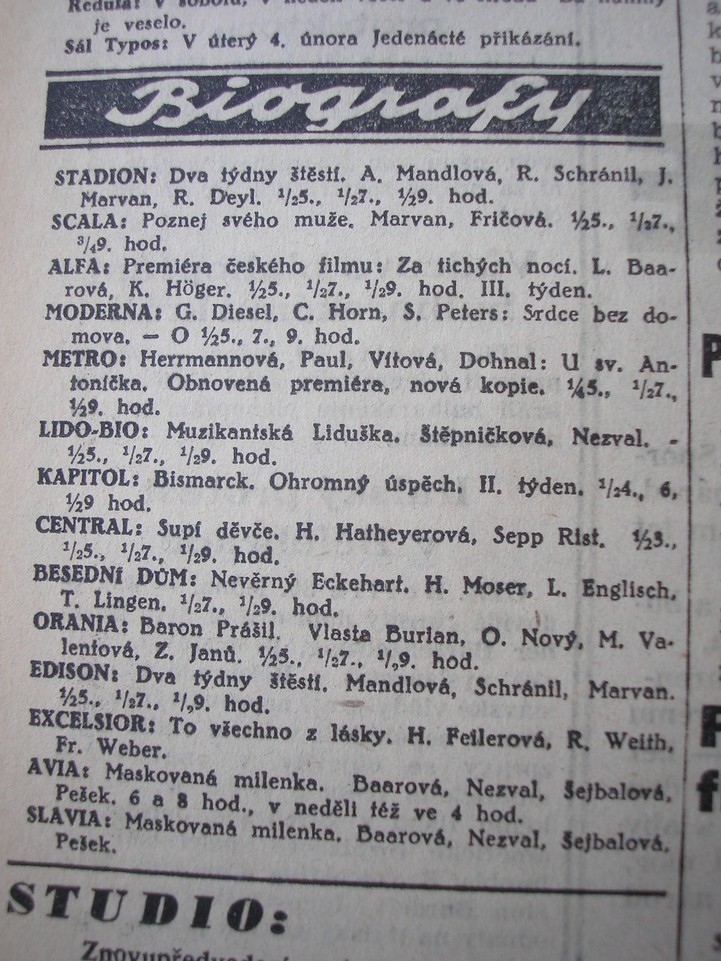 je veselo.
Sál Typos: V úterý 4. února Jedenácté přikázání.
Biografy
STADION: Dva týdny štěstí. A. Mandlová, R. Schránil, J.
Marvan, R. Deyl. ½5., ½7., ½9. hod.
SCALA: Poznej svého muže. Marvan, Fričová. ½5., ½7.,
¾9. hod.
ALFA: Premiéra českého filmu: Za tichých nocí. L. Baa-
rová, K. Höger. ½5., ½7., ½9. hod. III. týden.
MODERNA: G. Diesel, C. Horn, S. Peters: Srdce bez do-
mova. — O ½5., 7., 9. hod.
METRO: Herrmannová, Paul, Vítová, Dohnal: U sv. An-
toníčka. Obnovená premiéra, nová kopie. ¼5., ½7.,
½9. hod.
LIDO-BIO: Muzikantská Liduška. Štěpničková, Nezval. -
½5., ½7., ½9. hod.
KAPITOL: Bismarck. Ohromný úspěch. II. týden. ½4., 6,
½9 hod.
CENTRAL: Supí děvče. H. Hatheyerová, Sepp Rist. ½3.,
½5., ½7., ½9. hod.
BESEDNÍ DŮM: Nevěrný Eckehart. H. Moser, L. Englisch,
T. Lingen. ½7., ½9. hod.
ORANIA: Baron Prášil. Vlasta Burian, O. Nový, M. Va-
lentová, Z. Janů. ½5., ½7., ½9. hod.
EDISON: Dva týdny štěstí. Mandlová, Schránil, Marvan.
½5., ½7., ½9. hod.
EXCELSIOR: To všechno z lásky. H. Feilerová, R. Weith,
Fr. Weber.
AVIA: Maskovaná milenka. Baarová, Nezval, Šejbalová,
Pešek. 6 a 8 hod., v neděli též ve 4 hod.
SLAVIA: Maskovaná milenka. Baarová, Nezval, Šejbalová,
Pešek.
STUDIO: